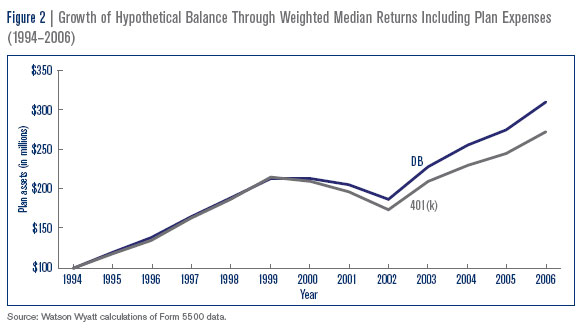 Figure 2 | Growth of Hypothetical Balance Through Weighted Median Returns Including Plan Expenses
(1994–2006)
$350
$300
$250
$200
$150
$100
Plan assets (in millions)
DB
401(k)
1994 1995 1996 1997 1998 1999 2000 2001 2002 2003 2004 2005 2006
Year
Source: Watson Wyatt calculations of Form 5500 data.